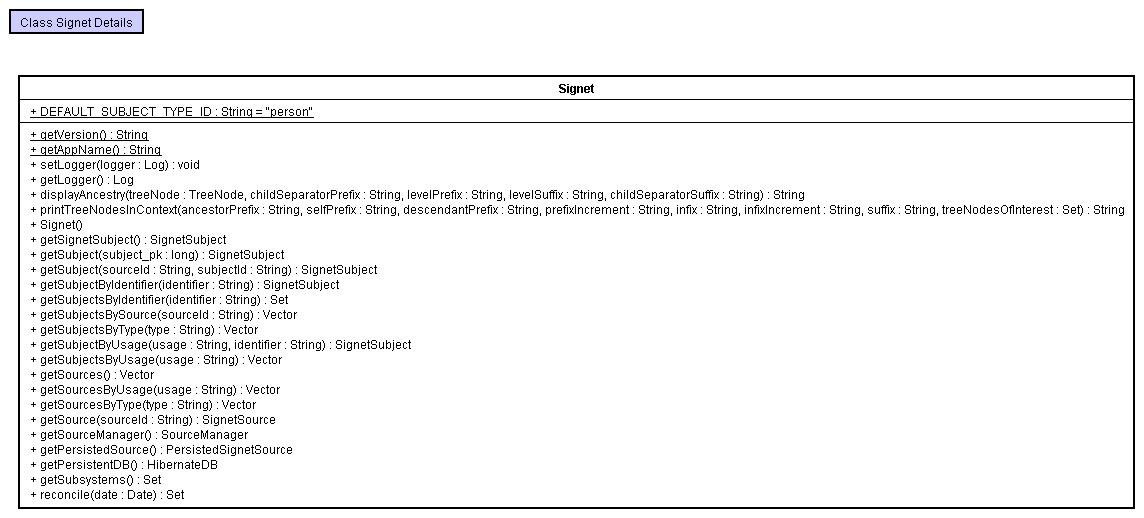 Class Signet Details
Signet
+ DEFAULT_SUBJECT_TYPE_ID : String = "person"
+ getVersion() : String
+ getAppName() : String
+ setLogger(logger : Log) : void
+ getLogger() : Log
+ displayAncestry(treeNode : TreeNode, childSeparatorPrefix : String, levelPrefix : String, levelSuffix : String, childSeparatorSuffix : String) : String
+ printTreeNodesInContext(ancestorPrefix : String, selfPrefix : String, descendantPrefix : String, prefixIncrement : String, infix : String, infixIncrement : String, suffix : String, treeNodesOfInterest : Set) : String
+ Signet()
+ getSignetSubject() : SignetSubject
+ getSubject(subject_pk : long) : SignetSubject
+ getSubject(sourceId : String, subjectId : String) : SignetSubject
+ getSubjectByIdentifier(identifier : String) : SignetSubject
+ getSubjectsByIdentifier(identifier : String) : Set
+ getSubjectsBySource(sourceId : String) : Vector
+ getSubjectsByType(type : String) : Vector
+ getSubjectByUsage(usage : String, identifier : String) : SignetSubject
+ getSubjectsByUsage(usage : String) : Vector
+ getSources() : Vector
+ getSourcesByUsage(usage : String) : Vector
+ getSourcesByType(type : String) : Vector
+ getSource(sourceId : String) : SignetSource
+ getSourceManager() : SourceManager
+ getPersistedSource() : PersistedSignetSource
+ getPersistentDB() : HibernateDB
+ getSubsystems() : Set
+ reconcile(date : Date) : Set